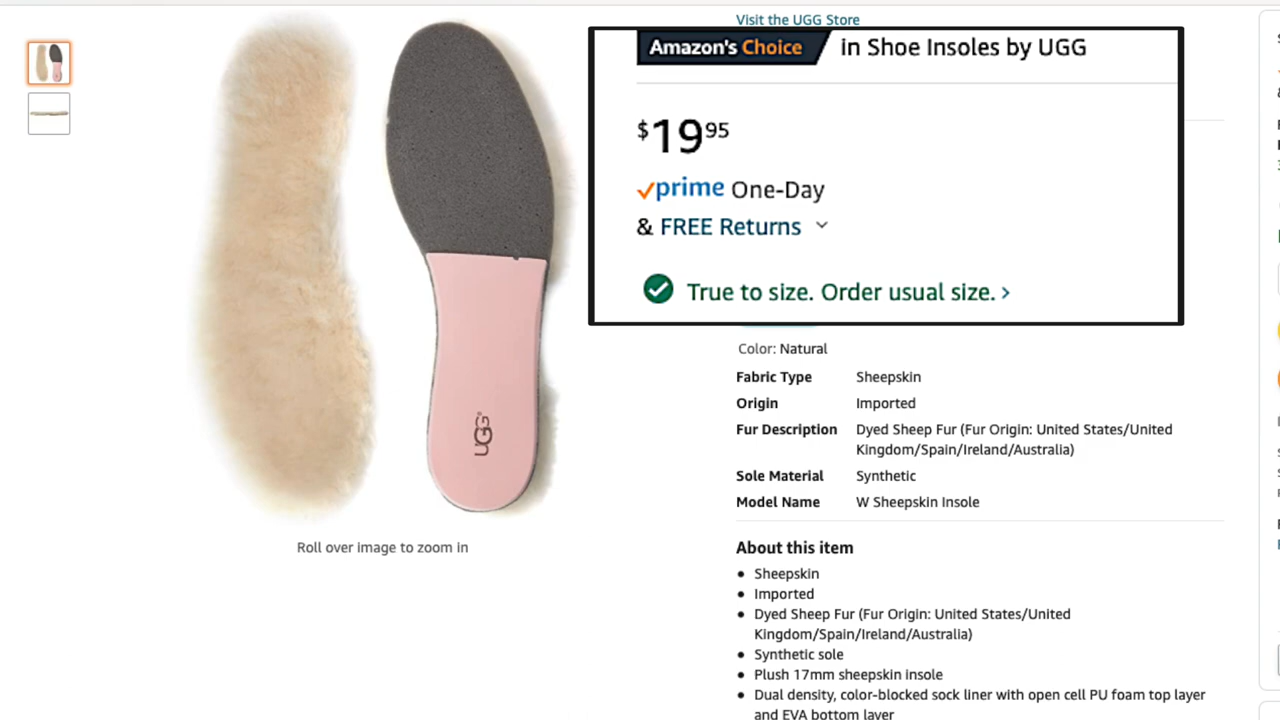 Visit the UGG Store
Amazon's Choice in Shoe Insoles by UGG
$19.95
prime One-Day
& FREE Returns
True to size. Order usual size. ›
UGG
Roll over image to zoom in
Color: Natural
Fabric Type Sheepskin
Origin Imported
Fur Description Dyed Sheep Fur (Fur Origin: United States/United
Kingdom/Spain/Ireland/Australia)
Sole Material Synthetic
Model Name W Sheepskin Insole
About this item
• Sheepskin
• Imported
• Dyed Sheep Fur (Fur Origin: United States/United
Kingdom/Spain/Ireland/Australia)
• Synthetic sole
• Plush 17mm sheepskin insole
• Dual density, color-blocked sock liner with open cell PU foam top layer
and EVA bottom layer